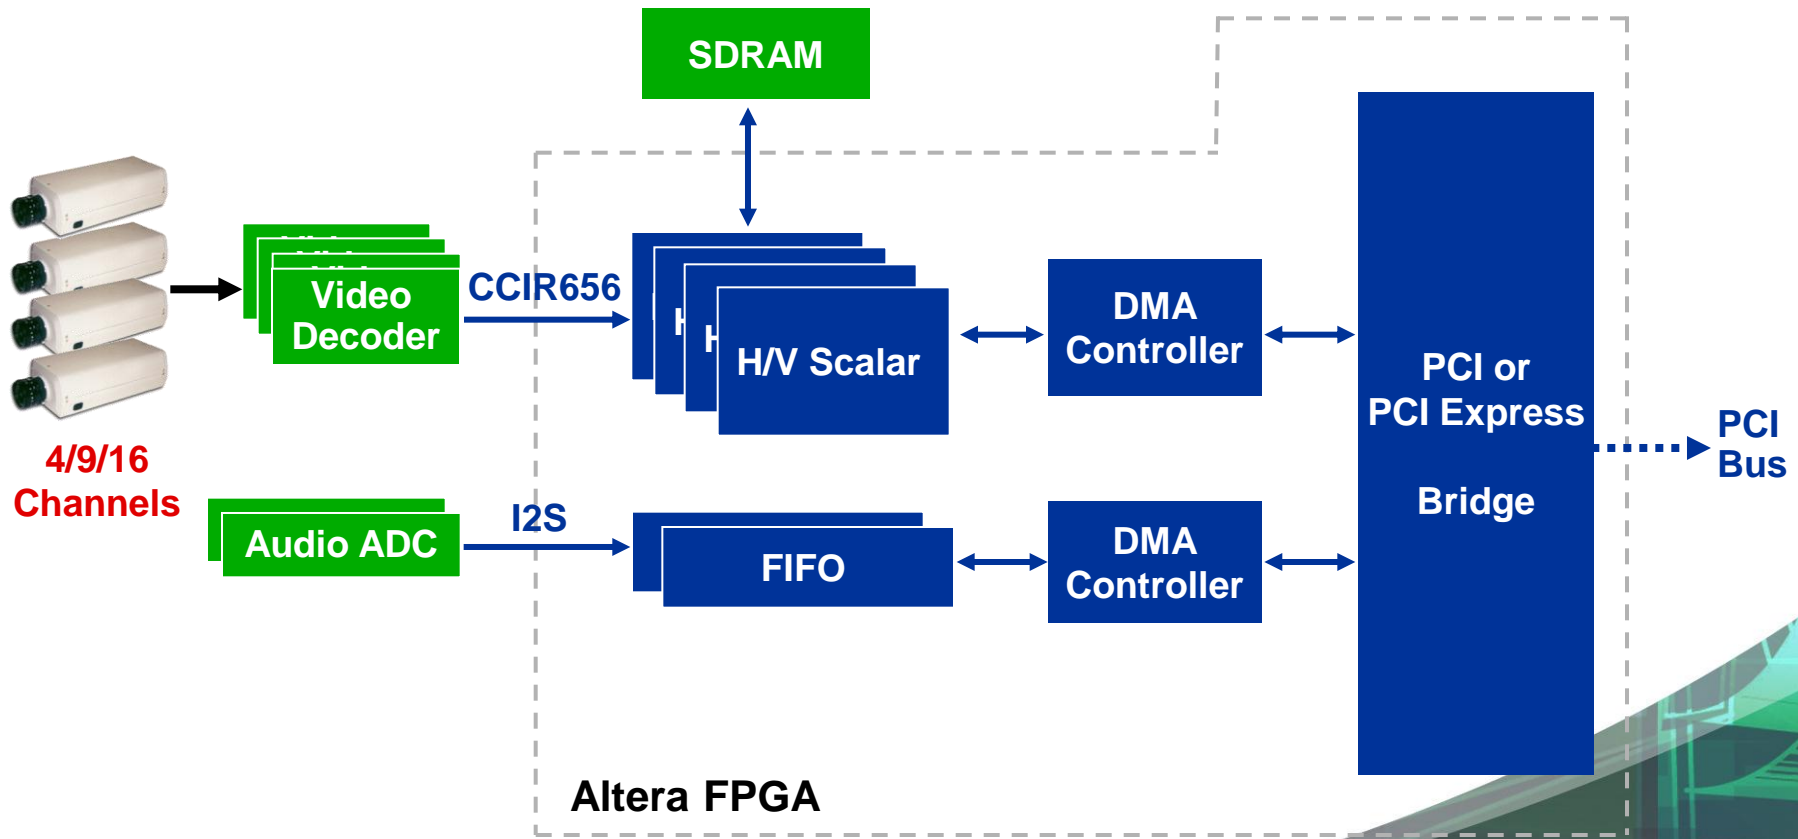 SDRAM
Video
Decoder
CCIR656
H/V Scalar
DMA
Controller
PCI or
PCI Express
Bridge
PCI
Bus
4/9/16
Channels
Audio ADC
I2S
FIFO
DMA
Controller
Altera FPGA